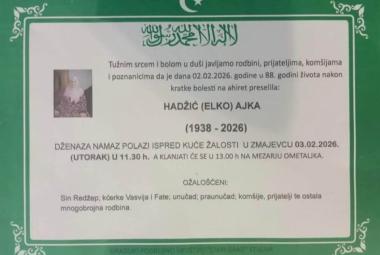 لا إله إلا الله محمد رسول الله
Tužnim srcem i bolom u duši javljamo rodbini, prijateljima, komšijama
i poznanicima da je dana 02.02.2026. godine u 88. godini života nakon
kratke bolesti na ahiret preselila:
HADŽIĆ (ELKO) AJKA
(1938 - 2026)
DŽENAZA NAMAZ POLAZI ISPRED KUĆE ŽALOSTI U ZMAJEVCU 03.02.2026.
(UTORAK) U 11.30 h. A KLANJATI ĆE SE U 13.00 h NA MEZARJU OMETALJKA.
OŽALOŠĆENI:
Sin Redžep; kćerke Vasvija i Fate; unučad; praunučad; komšije, prijatelji te ostala
mnogobrojna rodbina.